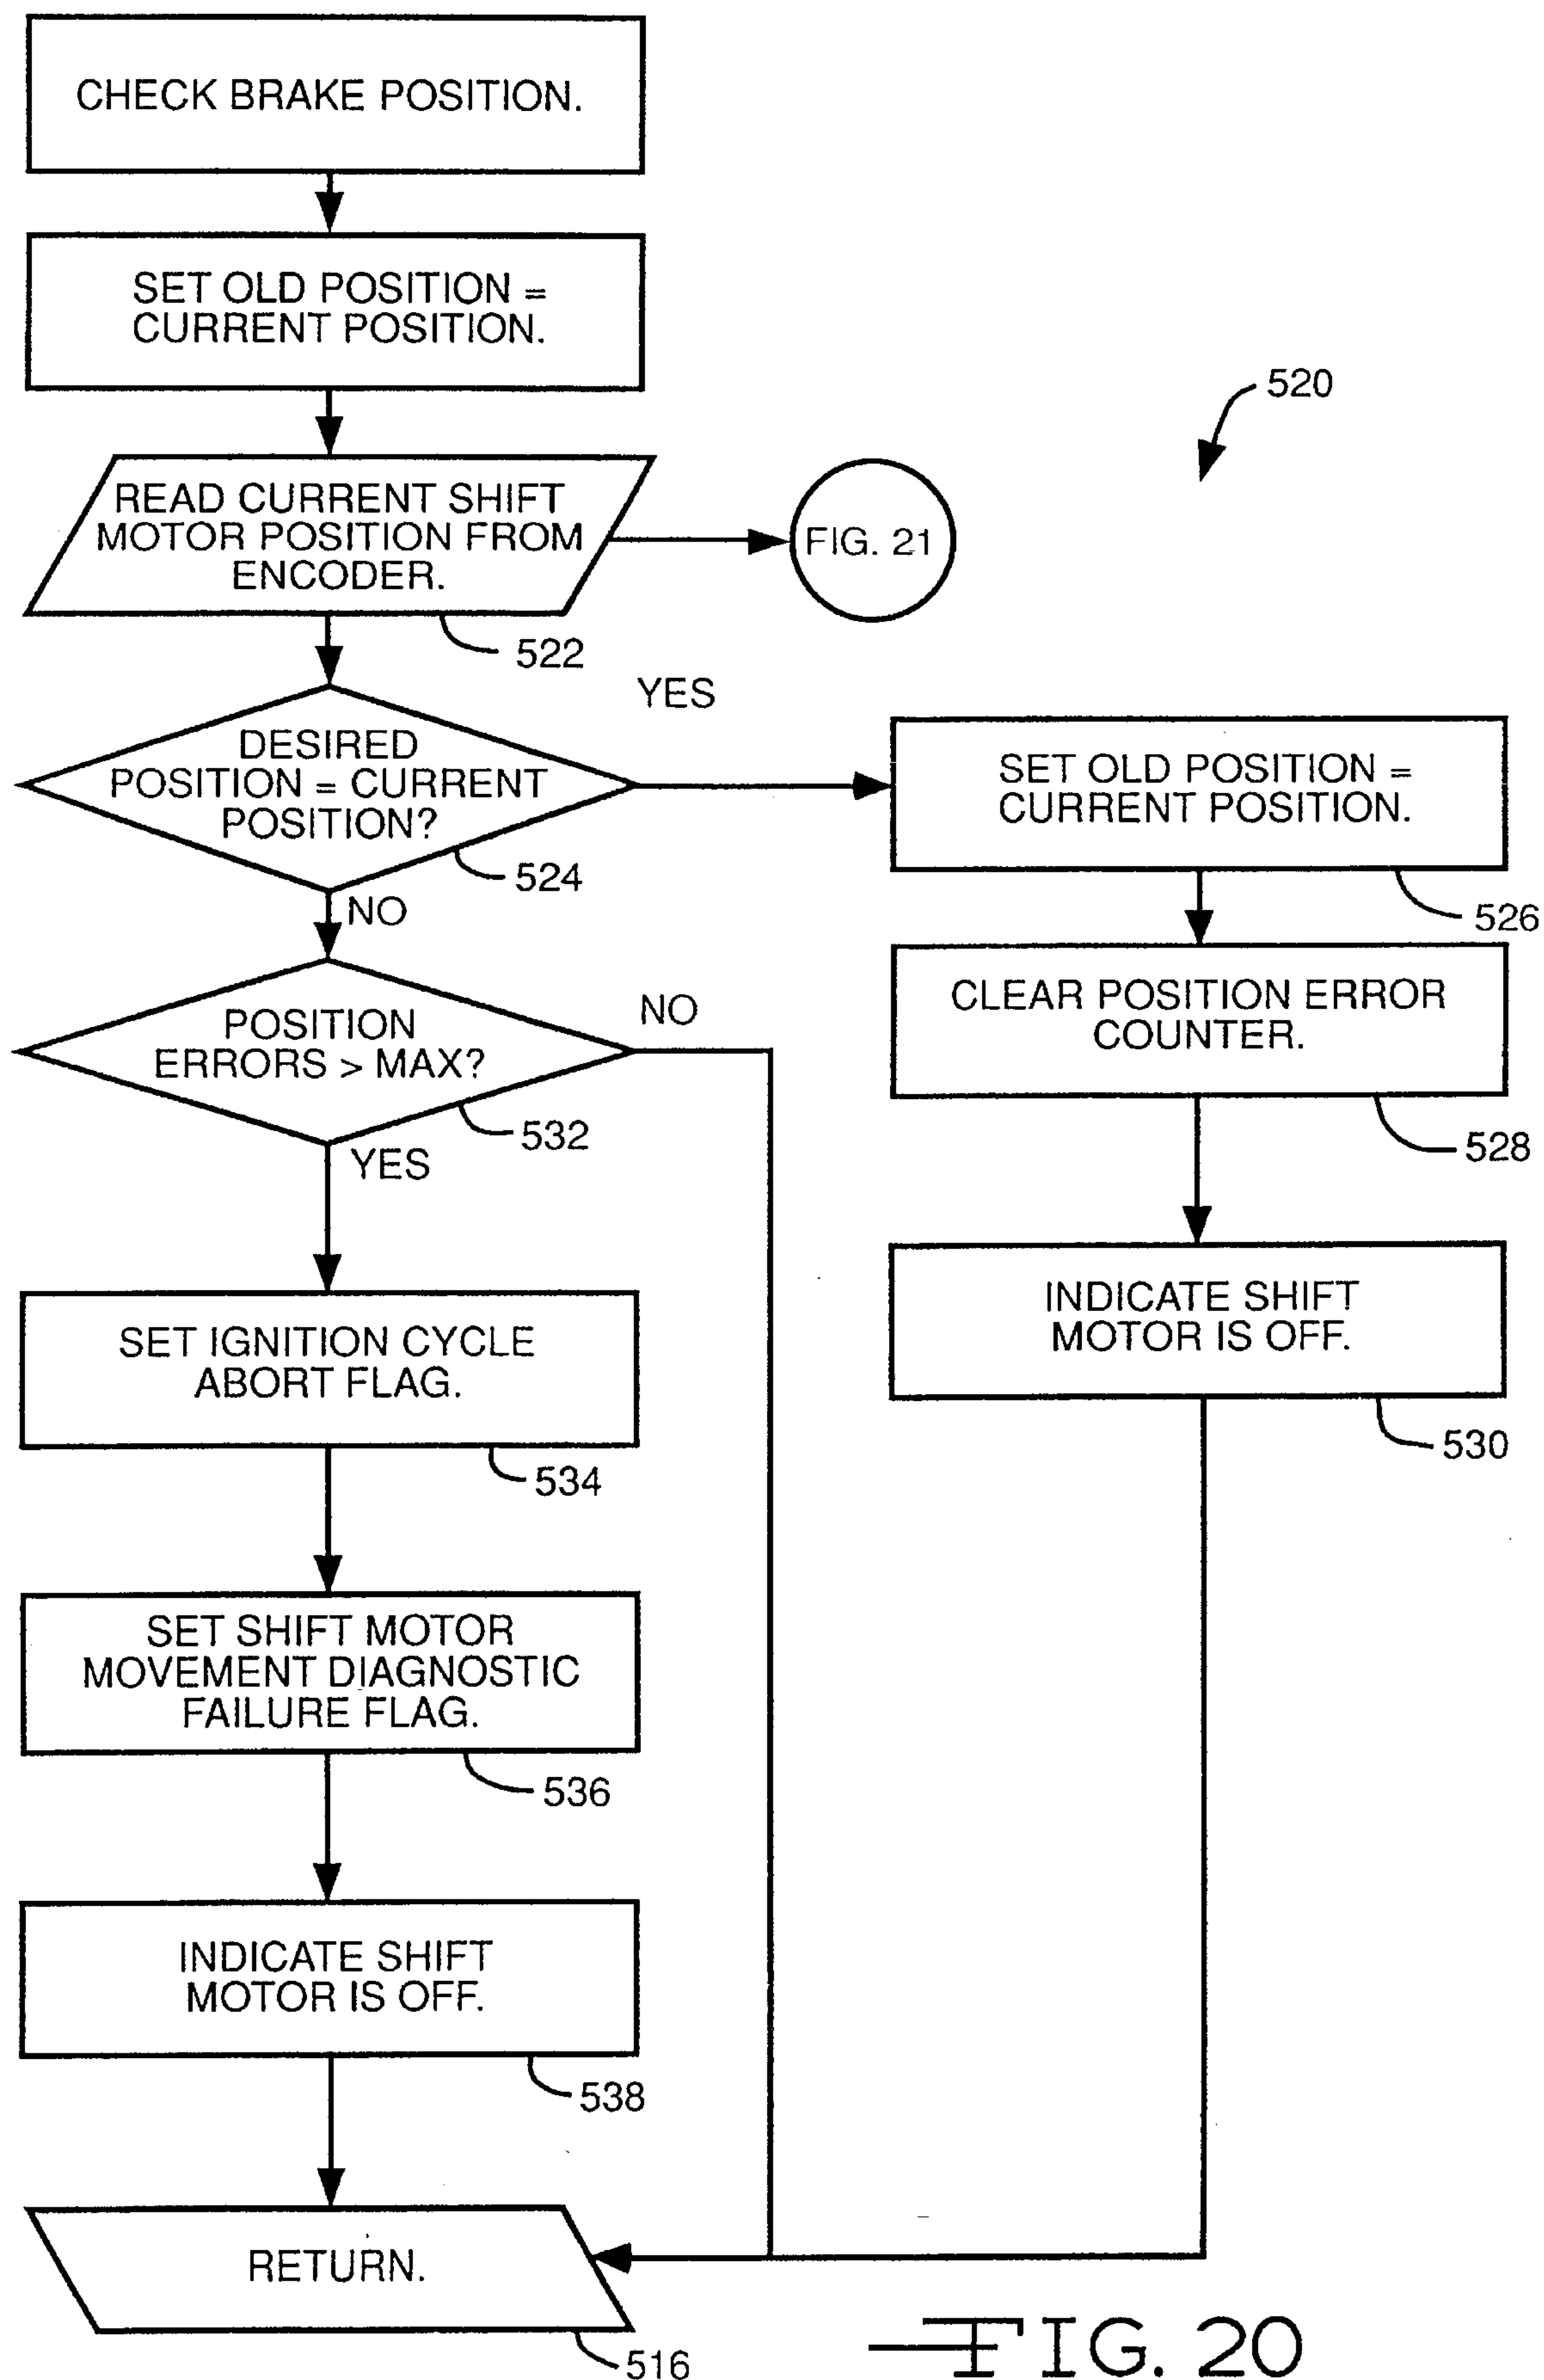 CHECK BRAKE POSITION.
SET OLD POSITION =
CURRENT POSITION.
520
READ CURRENT SHIFT
MOTOR POSITION FROM
ENCODER.
FIG. 21
522
YES
DESIRED
POSITION = CURRENT
POSITION?
524
SET OLD POSITION =
CURRENT POSITION.
526
NO
POSITION
ERRORS > MAX?
NO
532
YES
CLEAR POSITION ERROR
COUNTER.
528
SET IGNITION CYCLE
ABORT FLAG.
534
INDICATE SHIFT
MOTOR IS OFF.
530
SET SHIFT MOTOR
MOVEMENT DIAGNOSTIC
FAILURE FLAG.
536
INDICATE SHIFT
MOTOR IS OFF.
538
RETURN.
516
FIG. 20